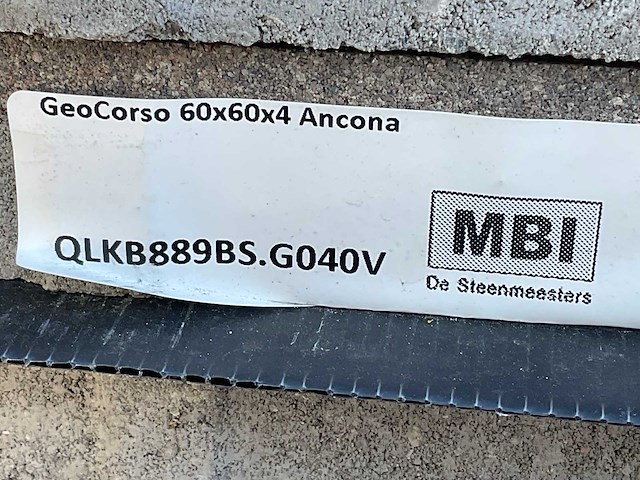 GeoCorso 60x60x4 Ancona
QLKB889BS.G040V
MBI
De Steenmeesters